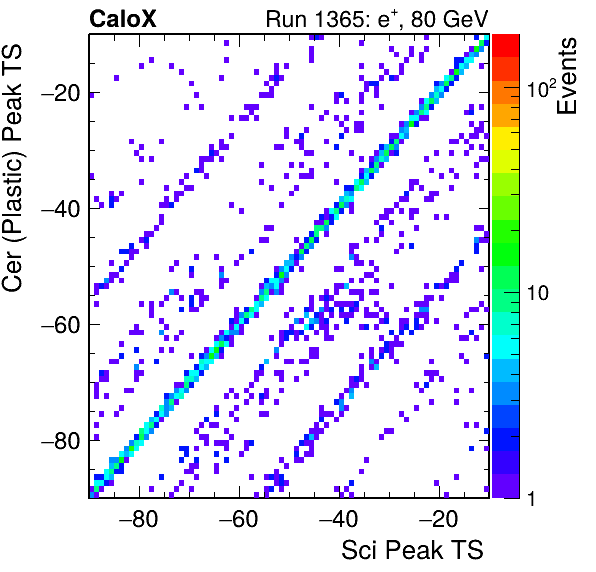 CaloX Run 1365: e⁺, 80 GeV
Cer (Plastic) Peak TS
−20
−40
−60
−80
−80 −60 −40 −20
Sci Peak TS
Events
10²
10
1